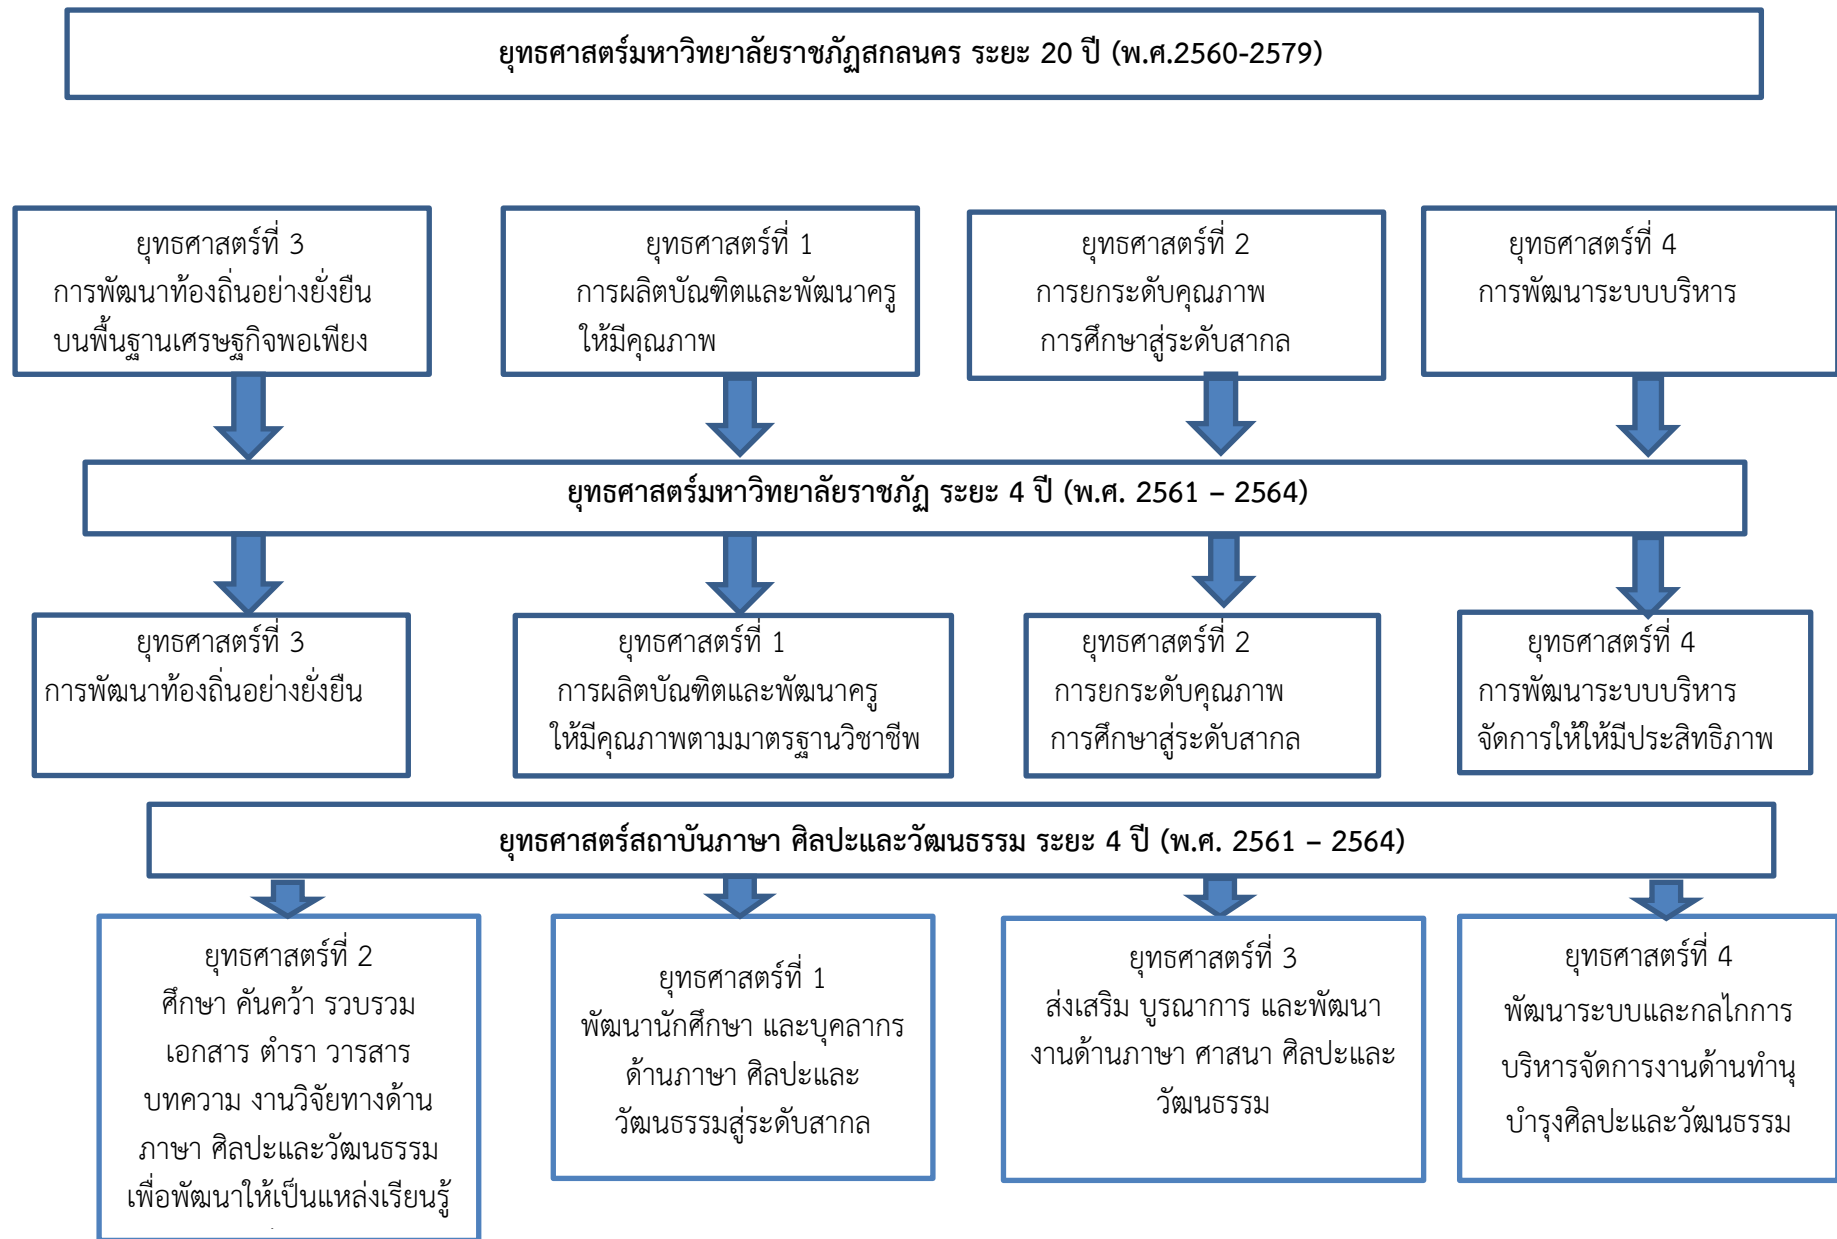 ยุทธศาสตร์มหาวิทยาลัยราชภัฏสกลนคร ระยะ 20 ปี (พ.ศ.2560-2579)
ยุทธศาสตร์ที่ 3
การพัฒนาท้องถิ่นอย่างยั่งยืน
บนพื้นฐานเศรษฐกิจพอเพียง
ยุทธศาสตร์ที่ 1
การผลิตบัณฑิตและพัฒนาครู
ให้มีคุณภาพ
ยุทธศาสตร์ที่ 2
การยกระดับคุณภาพ
การศึกษาสู่ระดับสากล
ยุทธศาสตร์ที่ 4
การพัฒนาระบบบริหาร
ยุทธศาสตร์มหาวิทยาลัยราชภัฏ ระยะ 4 ปี (พ.ศ. 2561 – 2564)
ยุทธศาสตร์ที่ 3
การพัฒนาท้องถิ่นอย่างยั่งยืน
ยุทธศาสตร์ที่ 1
การผลิตบัณฑิตและพัฒนาครู
ให้มีคุณภาพตามมาตรฐานวิชาชีพ
ยุทธศาสตร์ที่ 2
การยกระดับคุณภาพ
การศึกษาสู่ระดับสากล
ยุทธศาสตร์ที่ 4
การพัฒนาระบบบริหาร
จัดการให้ให้มีประสิทธิภาพ
ยุทธศาสตร์สถาบันภาษา ศิลปะและวัฒนธรรม ระยะ 4 ปี (พ.ศ. 2561 – 2564)
ยุทธศาสตร์ที่ 2
ศึกษา คันคว้า รวบรวม
เอกสาร ตำรา วารสาร
บทความ งานวิจัยทางด้าน
ภาษา ศิลปะและวัฒนธรรม
เพื่อพัฒนาให้เป็นแหล่งเรียนรู้
ยุทธศาสตร์ที่ 1
พัฒนานักศึกษา และบุคลากร
ด้านภาษา ศิลปะและ
วัฒนธรรมสู่ระดับสากล
ยุทธศาสตร์ที่ 3
ส่งเสริม บูรณาการ และพัฒนา
งานด้านภาษา ศาสนา ศิลปะและ
วัฒนธรรม
ยุทธศาสตร์ที่ 4
พัฒนาระบบและกลไกการ
บริหารจัดการงานด้านทำนุ
บำรุงศิลปะและวัฒนธรรม